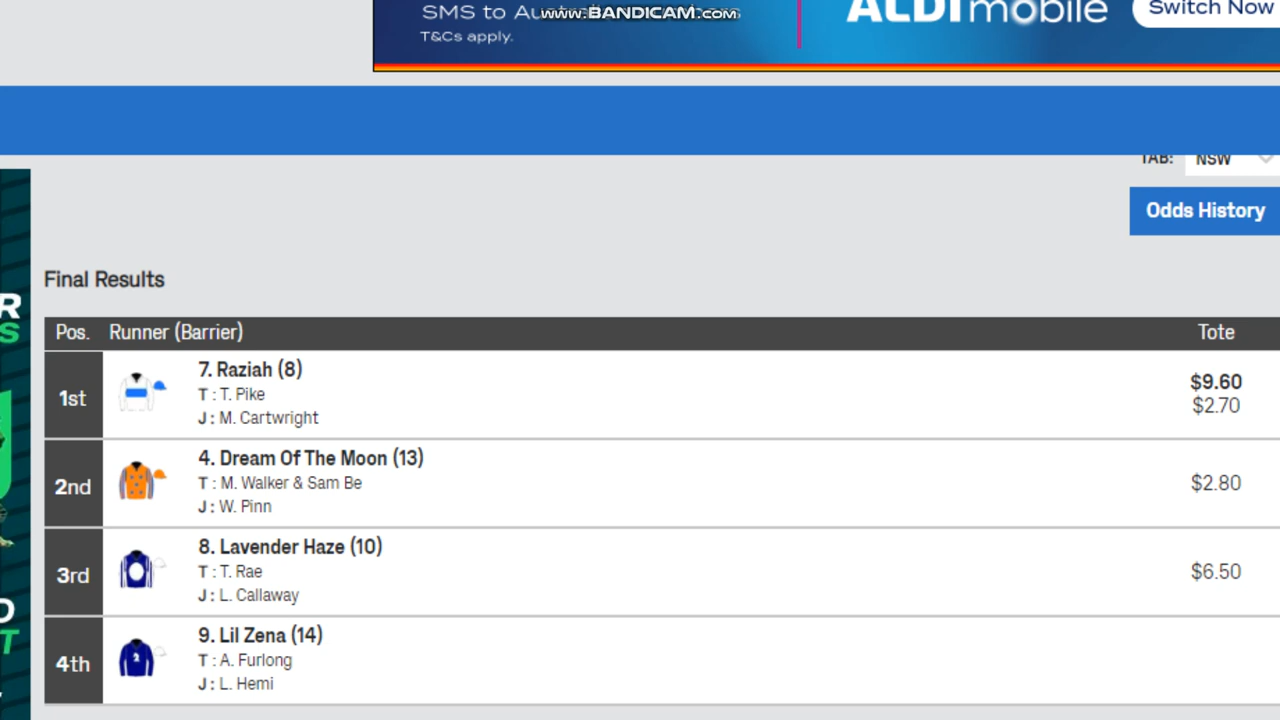 SMS to Au
www.BANDICAM.com
T&Cs apply.
ALDI mobile
Switch Now
TAB:
NSW
Odds History
R
S
Final Results
Pos. Runner (Barrier) Tote
1st
7. Raziah (8)
T : T. Pike
J : M. Cartwright
$9.60
$2.70
2nd
4. Dream Of The Moon (13)
T : M. Walker & Sam Be
J : W. Pinn
$2.80
3rd
8. Lavender Haze (10)
T : T. Rae
J : L. Callaway
$6.50
4th
9. Lil Zena (14)
T : A. Furlong
J : L. Hemi
D
T